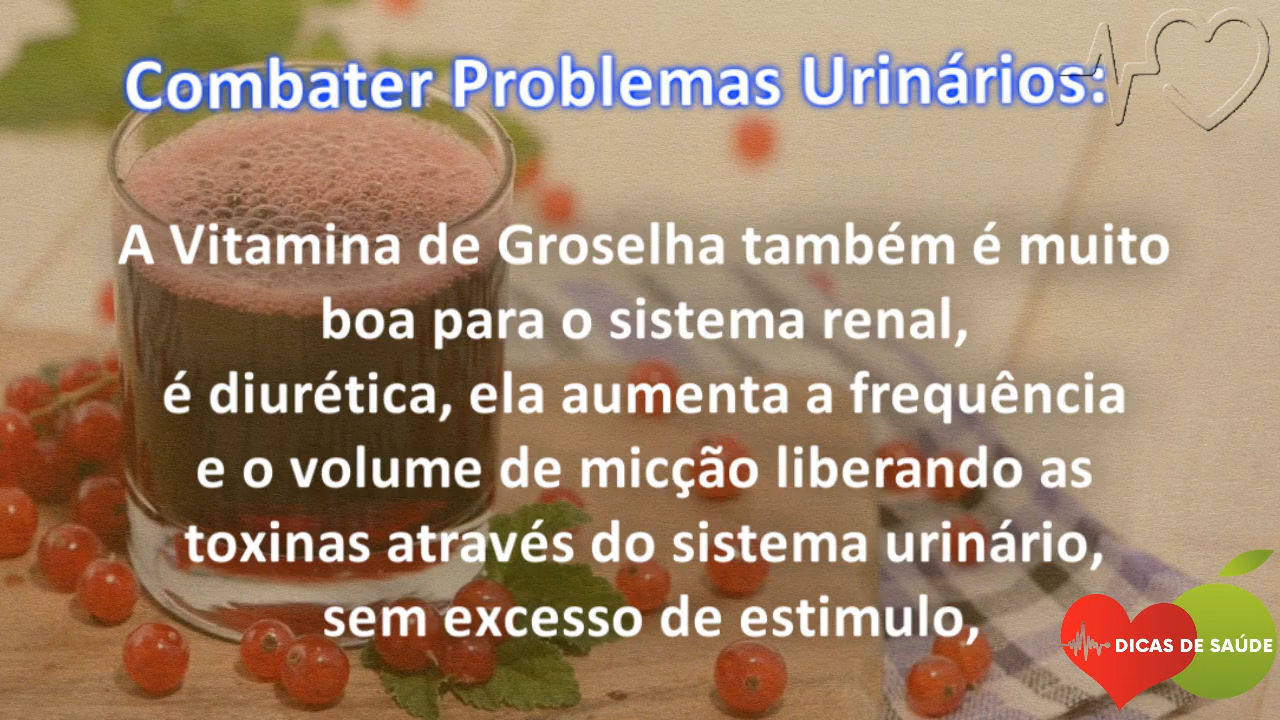 Combater Problemas Urinários:
A Vitamina de Groselha também é muito
boa para o sistema renal,
é diurética, ela aumenta a frequência
e o volume de micção liberando as
toxinas através do sistema urinário,
sem excesso de estimulo,
DICAS DE SAÚDE